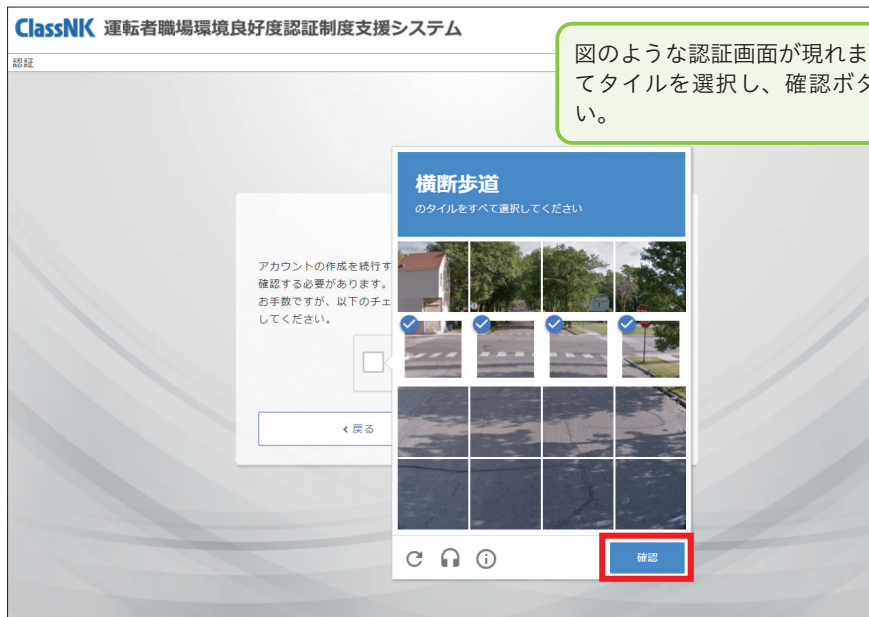 ClassNK 運転者職場環境良好度認証制度支援システム
認証
図のような認証画面が現れま
てタイルを選択し、確認ボタ
い。
横断歩道
のタイルをすべて選択してください
アカウントの作成を続行す
確認する必要があります。
お手数ですが、以下のチェ
してください。
戻る
確認